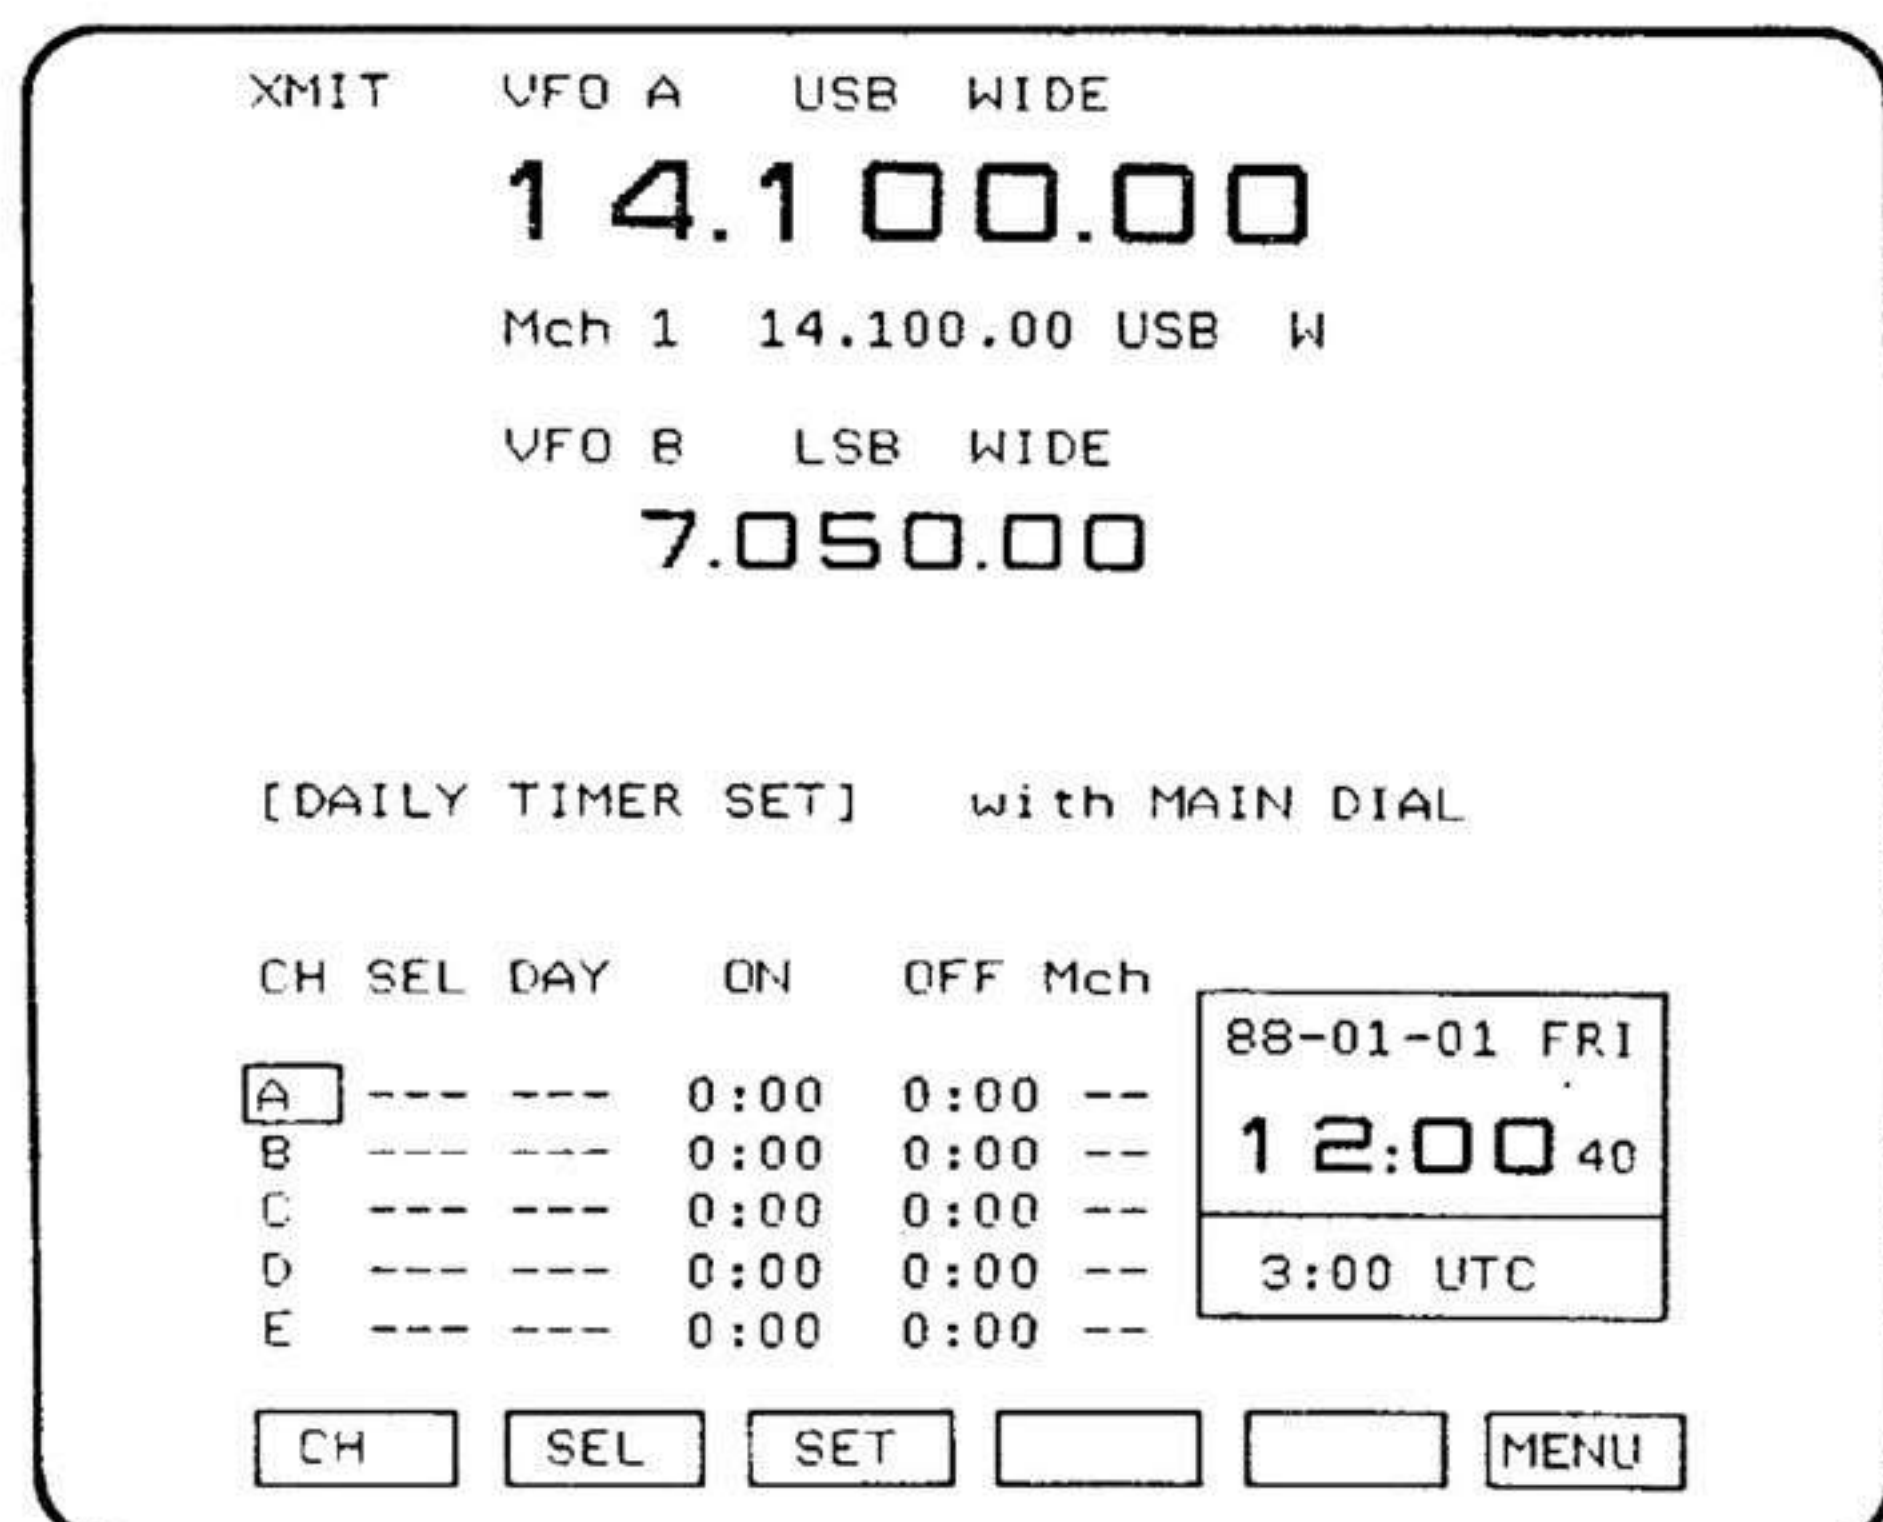 XMIT VFO A USB WIDE
14.100.00
Mch 1 14.100.00 USB W
VFO B LSB WIDE
7.050.00
[DAILY TIMER SET] with MAIN DIAL
CH SEL DAY ON OFF Mch
A --- --- 0:00 0:00 --
B --- --- 0:00 0:00 --
C --- --- 0:00 0:00 --
D --- --- 0:00 0:00 --
E --- --- 0:00 0:00 --
88-01-01 FRI
12:00 40
3:00 UTC
CH SEL SET MENU